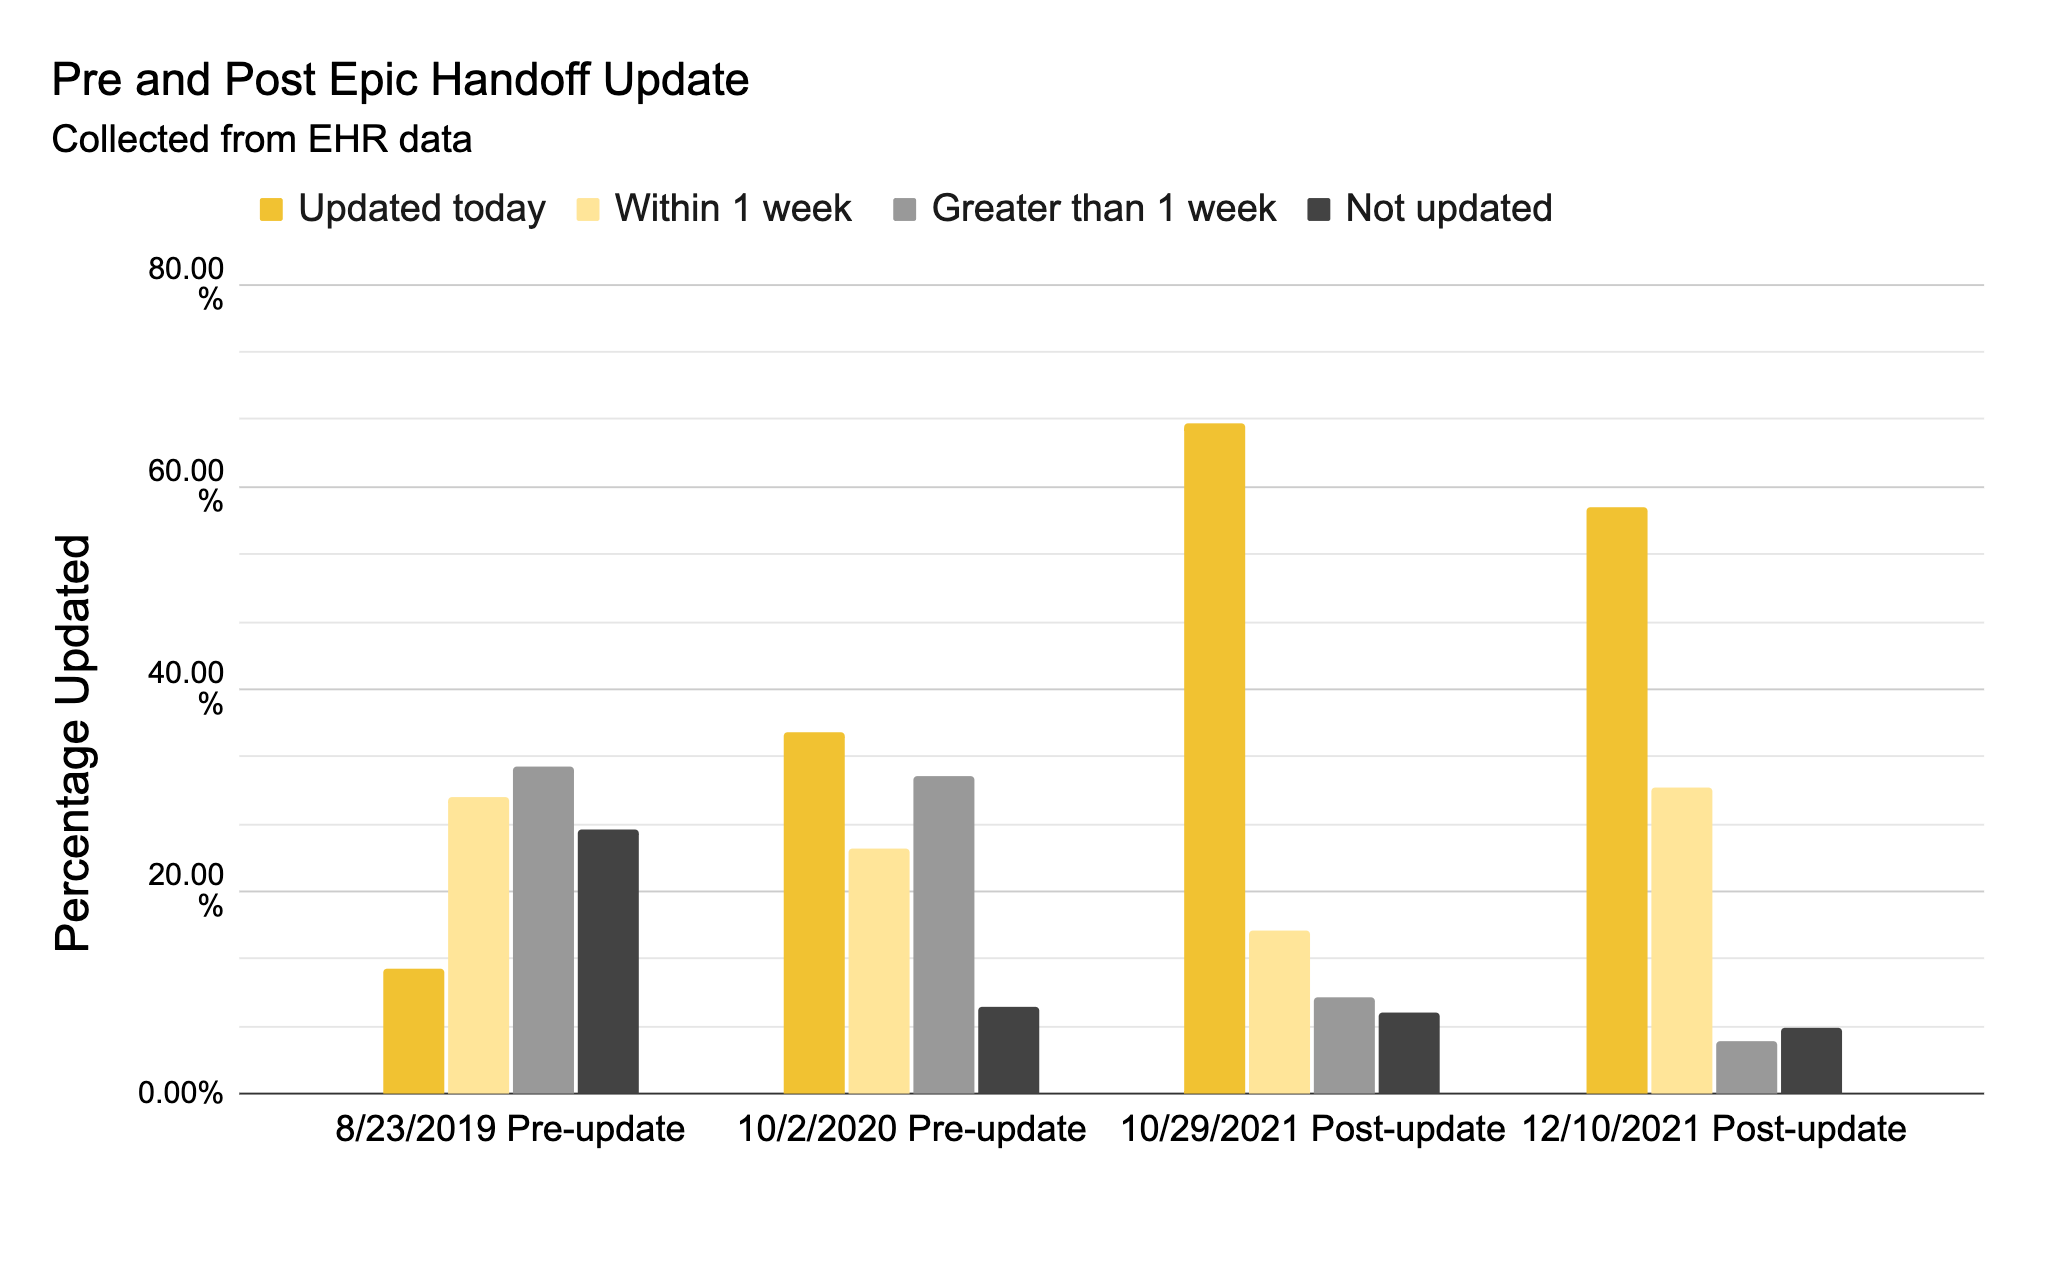 Pre and Post Epic Handoff Update
Collected from EHR data
Updated today
Within 1 week
Greater than 1 week
Not updated
80.00
%
60.00
%
40.00
%
20.00
%
0.00%
Percentage Updated
8/23/2019 Pre-update
10/2/2020 Pre-update
10/29/2021 Post-update
12/10/2021 Post-update